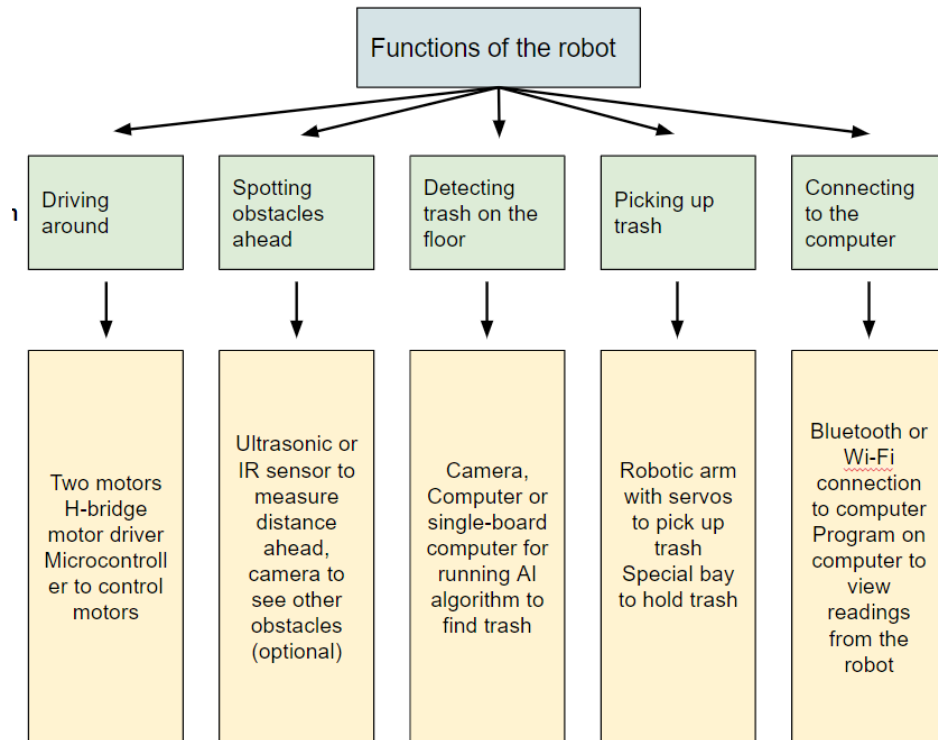 Functions of the robot
n
Driving
around
Spotting
obstacles
ahead
Detecting
trash on the
floor
Picking up
trash
Connecting
to the
computer
Two motors
H-bridge
motor driver
Microcontroll
er to control
motors
Ultrasonic or
IR sensor to
measure
distance
ahead,
camera to
see other
obstacles
(optional)
Camera,
Computer or
single-board
computer for
running AI
algorithm to
find trash
Robotic arm
with servos
to pick up
trash
Special bay
to hold trash
Bluetooth or
Wi-Fi
connection
to computer
Program on
computer to
view
readings
from the
robot